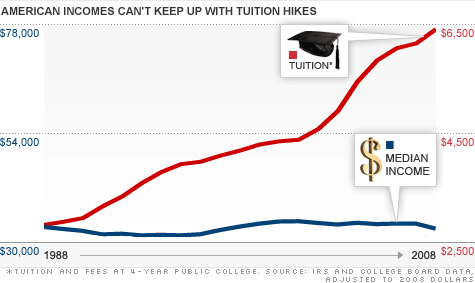 AMERICAN INCOMES CAN'T KEEP UP WITH TUITION HIKES
$78,000
$6,500
TUITION*
$54,000
$4,500
$
MEDIAN
INCOME
$30,000
$2,500
1988
2008
*TUITION AND FEES AT 4-YEAR PUBLIC COLLEGE. SOURCE: IRS AND COLLEGE BOARD DATA,
ADJUSTED TO 2008 DOLLARS